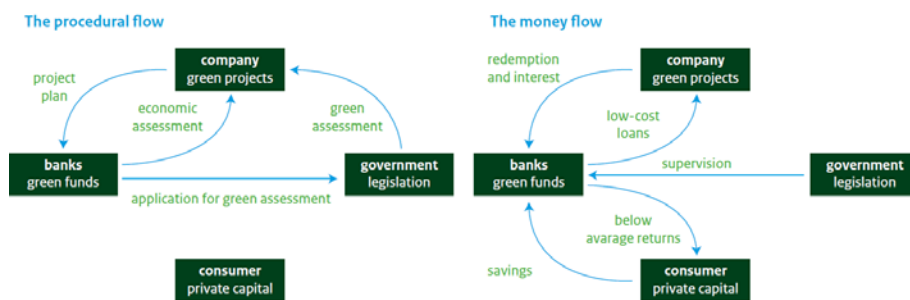 The procedural flow
company
green projects
project
plan
economic
assessment
green
assessment
banks
green funds
government
legislation
application for green assessment
consumer
private capital
The money flow
company
green projects
redemption
and interest
low-cost
loans
banks
green funds
supervision
government
legislation
below
avarage returns
savings
consumer
private capital